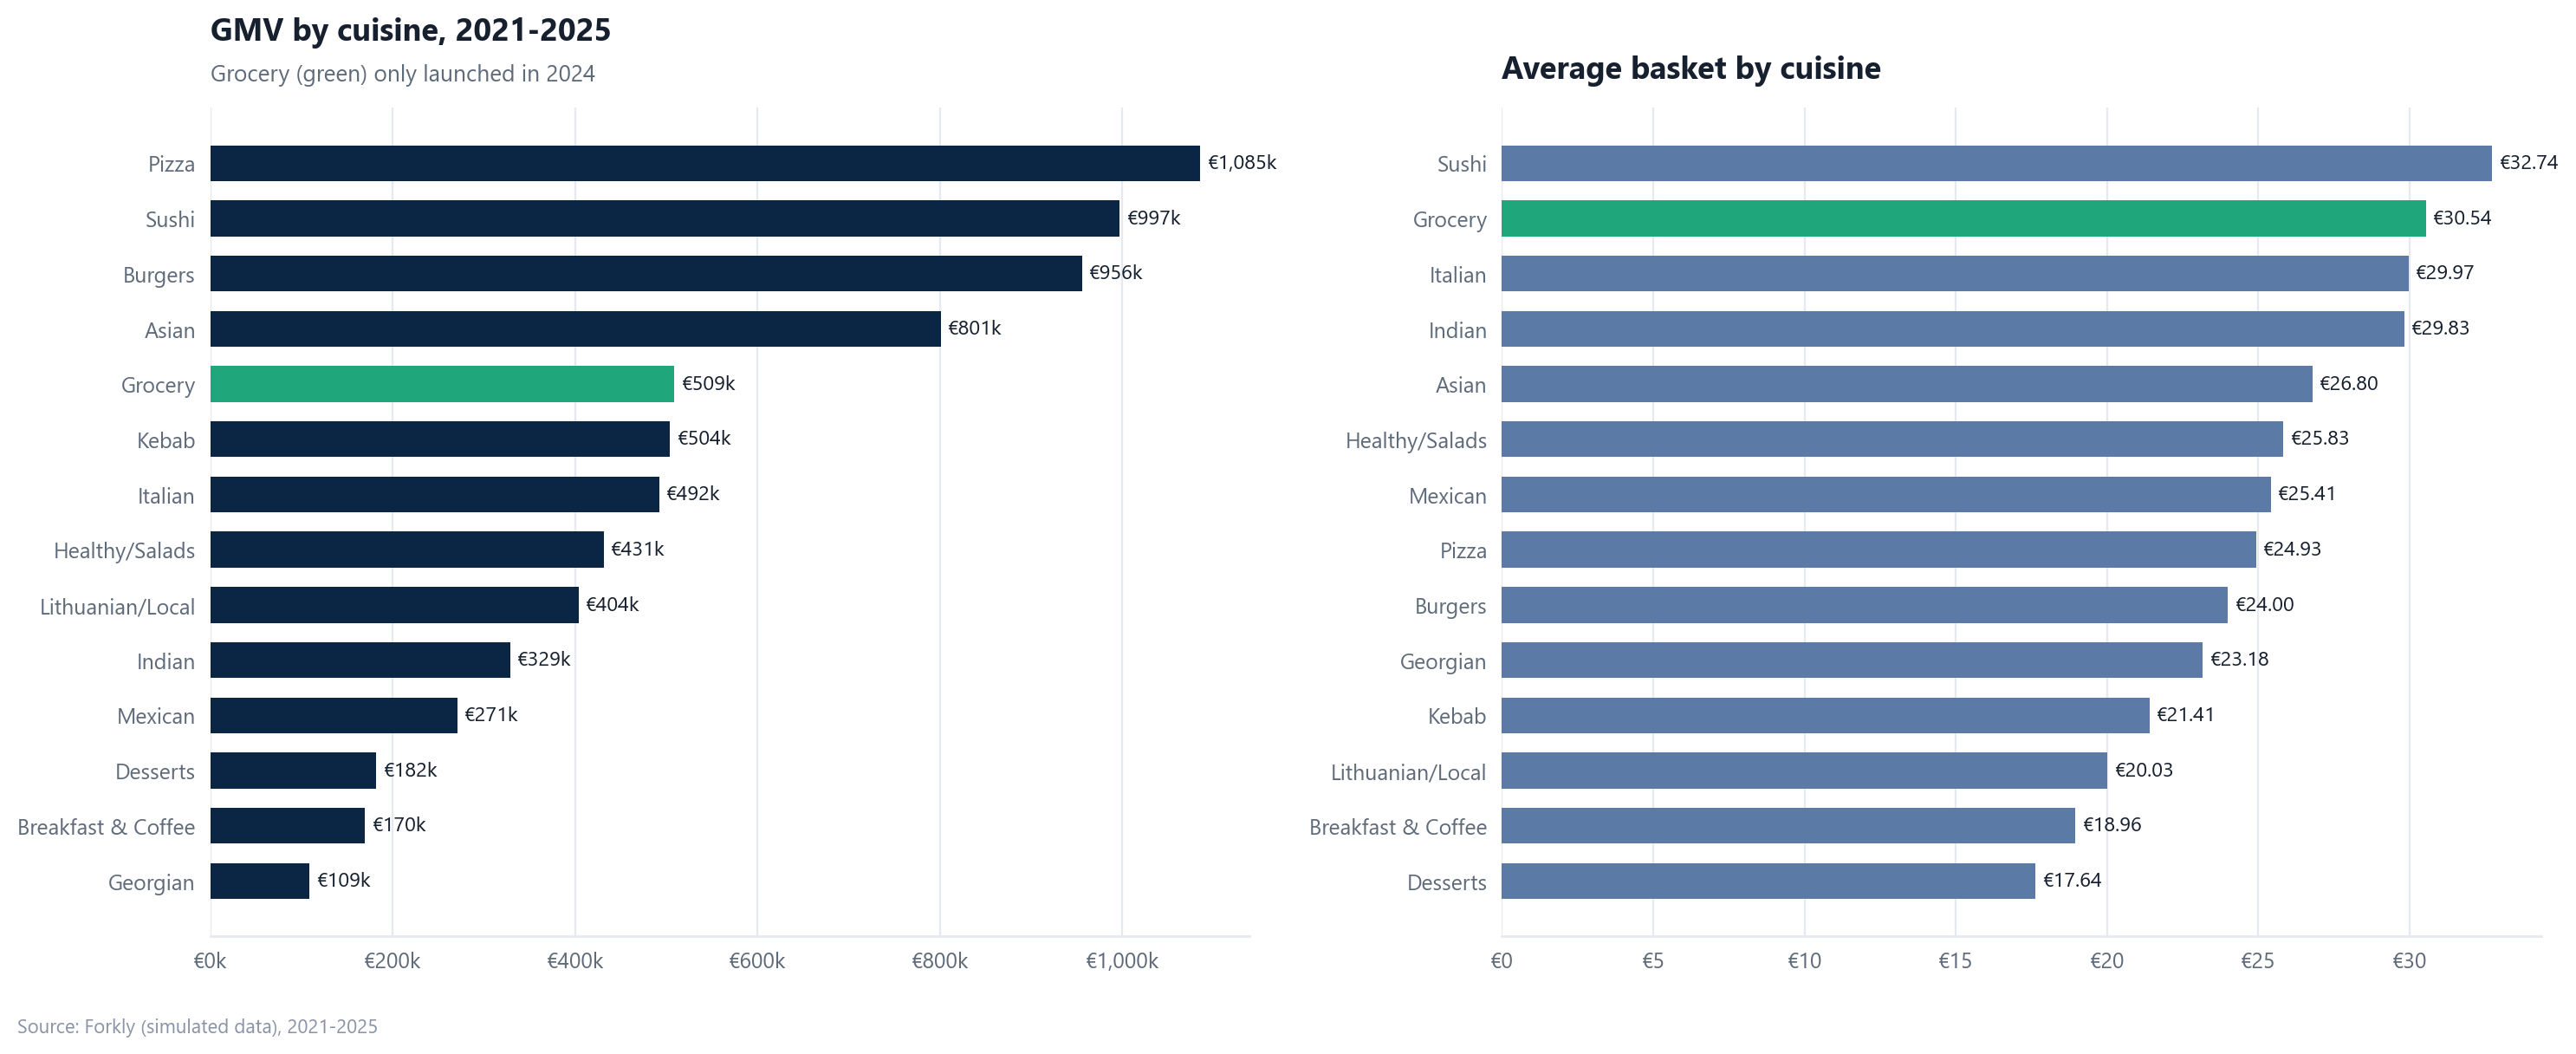 GMV by cuisine, 2021-2025
Grocery (green) only launched in 2024
Pizza €1,085k
Sushi €997k
Burgers €956k
Asian €801k
Grocery €509k
Kebab €504k
Italian €492k
Healthy/Salads €431k
Lithuanian/Local €404k
Indian €329k
Mexican €271k
Desserts €182k
Breakfast & Coffee €170k
Georgian €109k
€0k €200k €400k €600k €800k €1,000k
Average basket by cuisine
Sushi €32.74
Grocery €30.54
Italian €29.97
Indian €29.83
Asian €26.80
Healthy/Salads €25.83
Mexican €25.41
Pizza €24.93
Burgers €24.00
Georgian €23.18
Kebab €21.41
Lithuanian/Local €20.03
Breakfast & Coffee €18.96
Desserts €17.64
€0 €5 €10 €15 €20 €25 €30
Source: Forkly (simulated data), 2021-2025